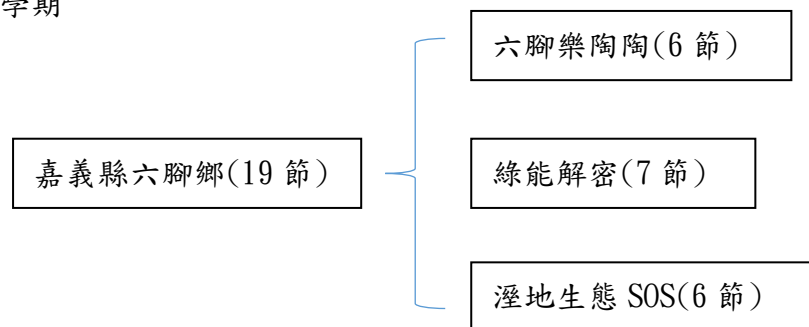 學期
六腳樂陶陶(6 節)
嘉義縣六腳鄉(19 節)
綠能解密(7 節)
溼地生態 SOS(6 節)